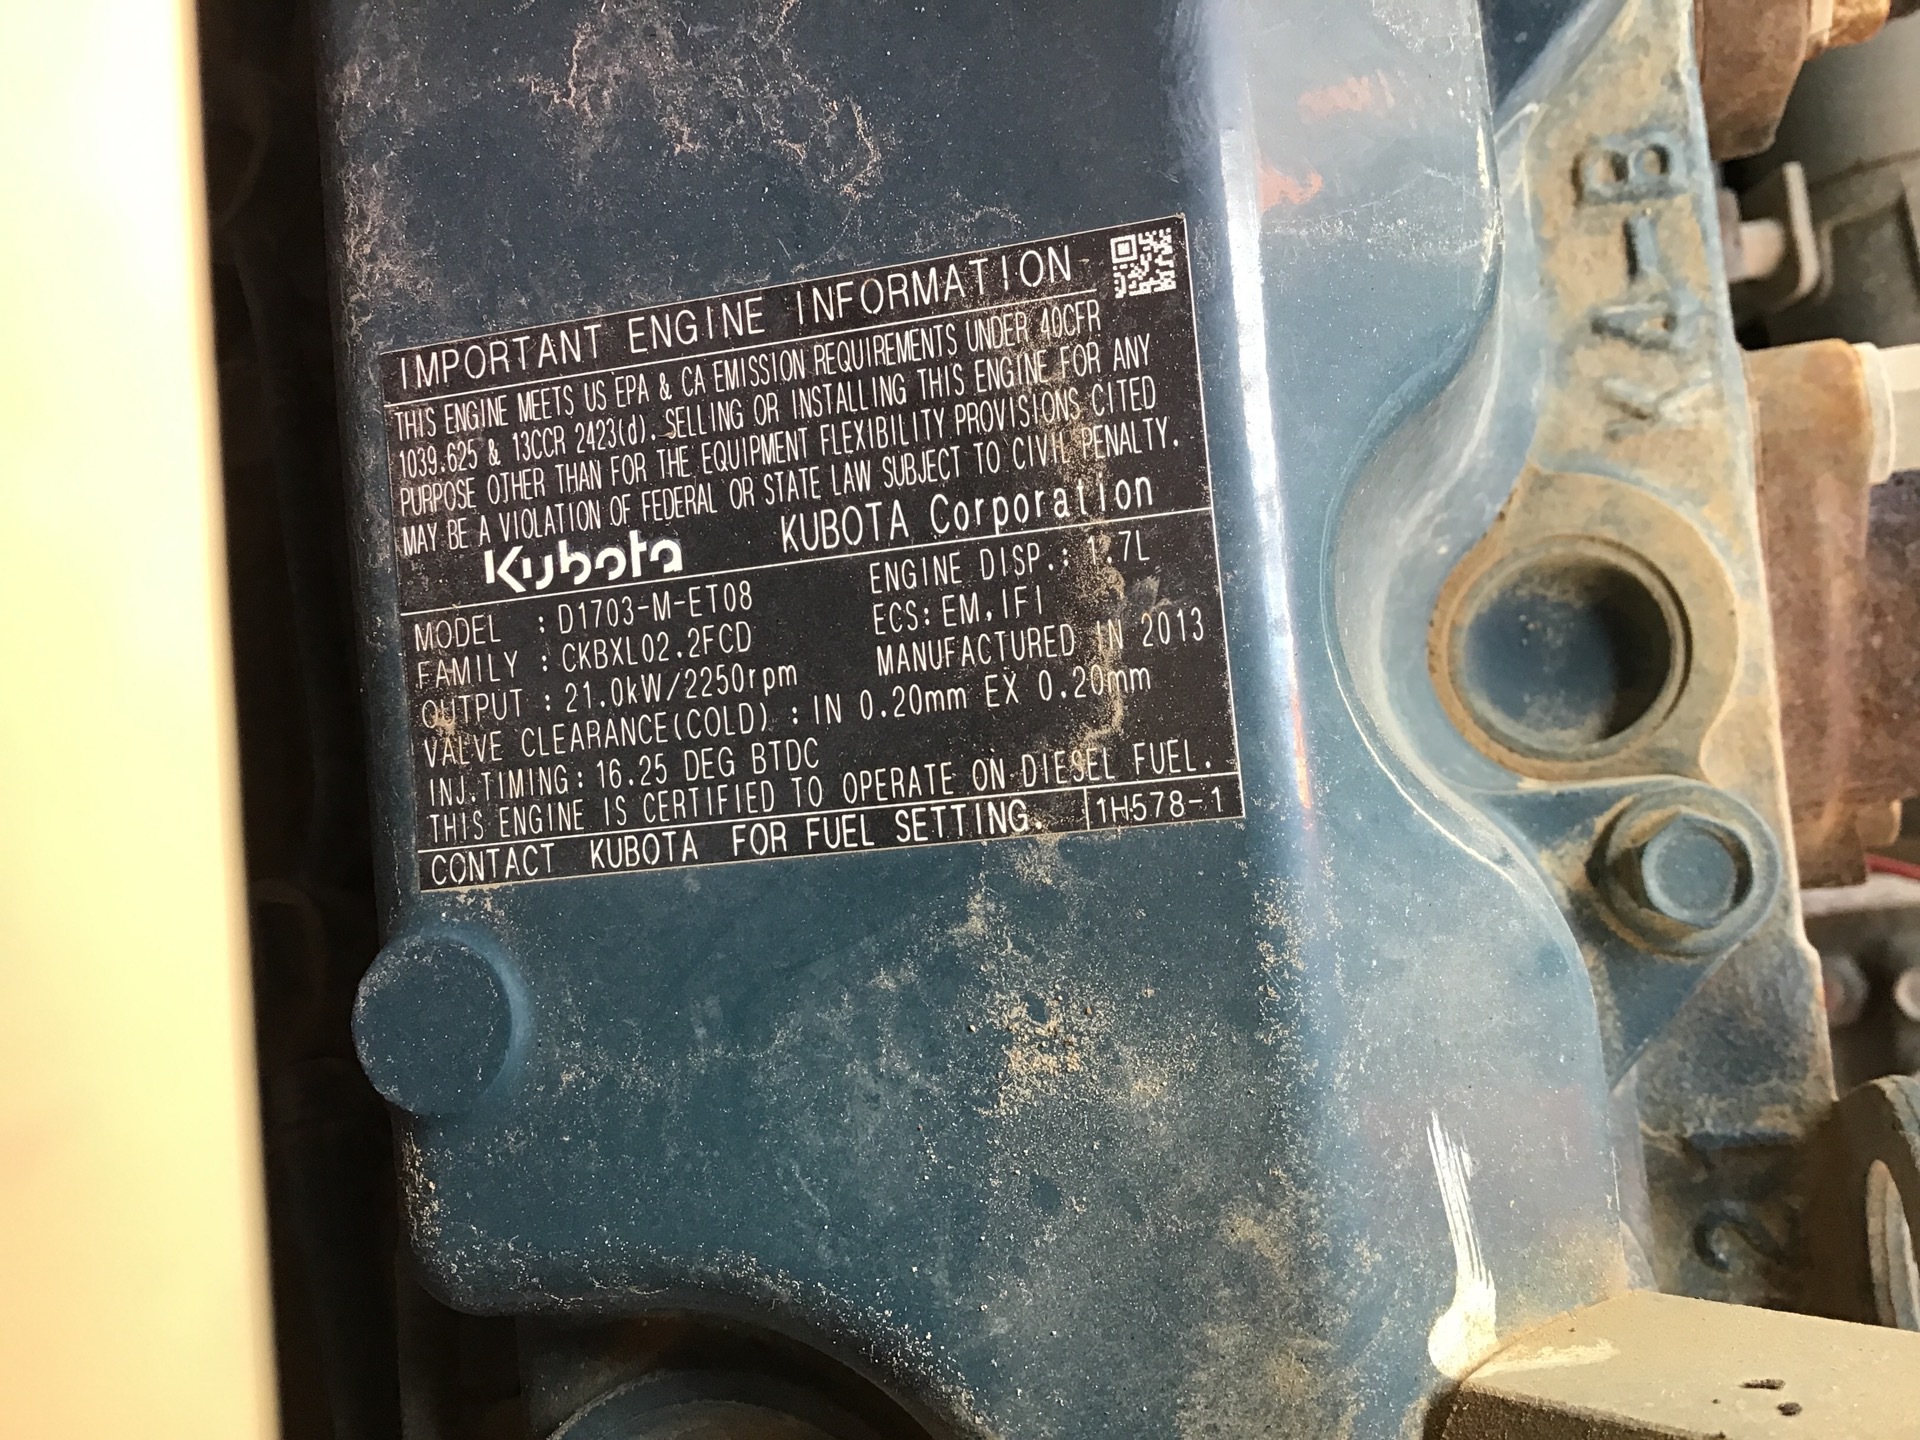 IMPORTANT ENGINE INFORMATION
THIS ENGINE MEETS US EPA & CA EMISSION REQUIREMENTS UNDER 40CFR
1039.625 & 13CCR 2423(d). SELLING OR INSTALLING THIS ENGINE FOR ANY
PURPOSE OTHER THAN FOR THE EQUIPMENT FLEXIBILITY PROVISIONS CITED
MAY BE A VIOLATION OF FEDERAL OR STATE LAW SUBJECT TO CIVIL PENALTY.
Kubota KUBOTA Corporation
MODEL : D1703-M-ET08 ENGINE DISP.: 1.7L
FAMILY : CKBXL02.2FCD ECS: EM, IFI
OUTPUT : 21.0kW/2250rpm MANUFACTURED IN 2013
VALVE CLEARANCE(COLD) : IN 0.20mm EX 0.20mm
INJ.TIMING: 16.25 DEG BTDC
THIS ENGINE IS CERTIFIED TO OPERATE ON DIESEL FUEL.
CONTACT KUBOTA FOR FUEL SETTING. 1H578-1
KA-B
21